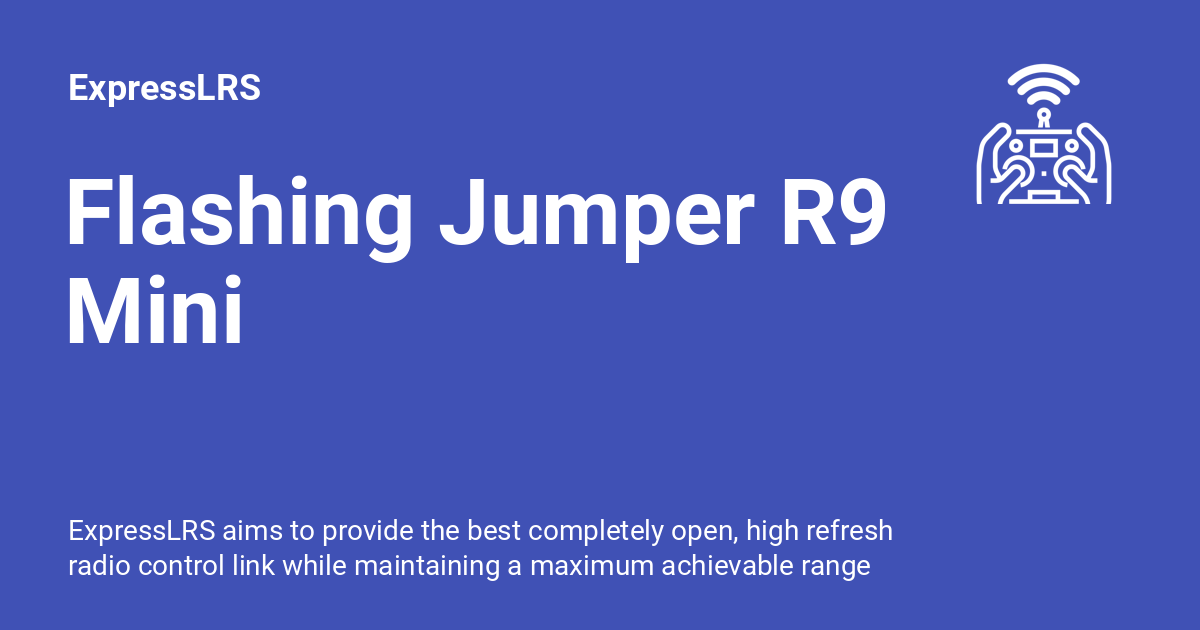 ExpressLRS
Flashing Jumper R9
Mini
ExpressLRS aims to provide the best completely open, high refresh
radio control link while maintaining a maximum achievable range